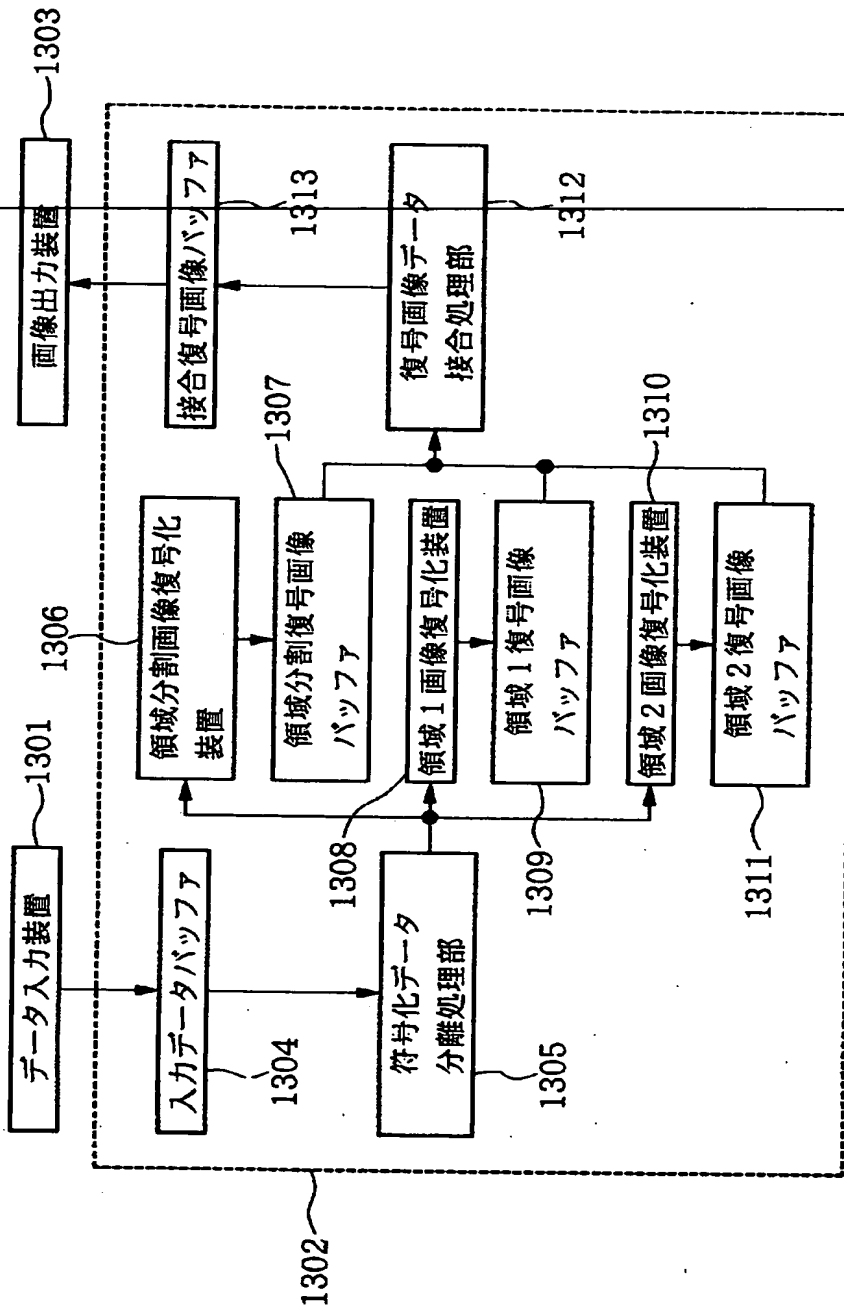 データ入力装置
1301
1302
入力データバッファ
1304
符号化データ
分離処理部
1305
1306
領域分割画像復号化
装置
領域分割復号画像
バッファ
1307
1308
領域1画像復号化装置
領域1復号画像
バッファ
1309
領域2画像復号化装置
1310
領域2復号画像
バッファ
1311
画像出力装置
1303
接合復号画像バッファ
1313
復号画像データ
接合処理部
1312